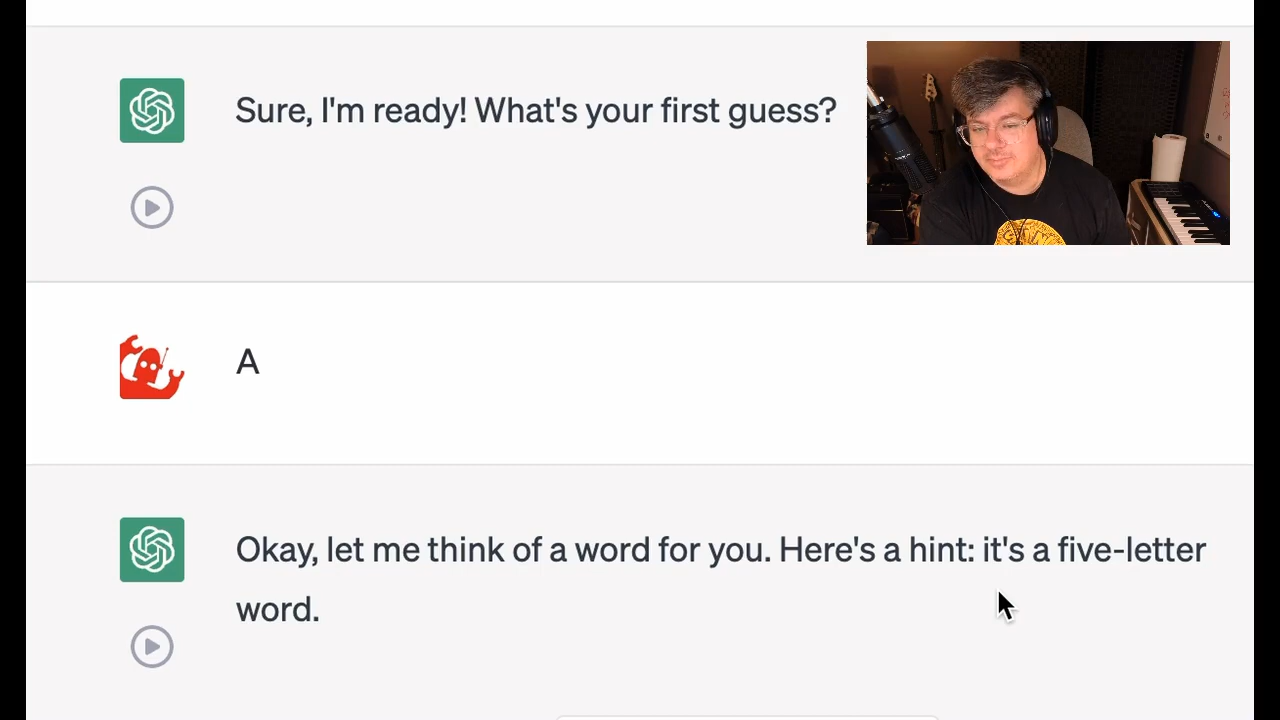 Sure, I'm ready! What's your first guess?
A
Okay, let me think of a word for you. Here's a hint: it's a five-letter
word.